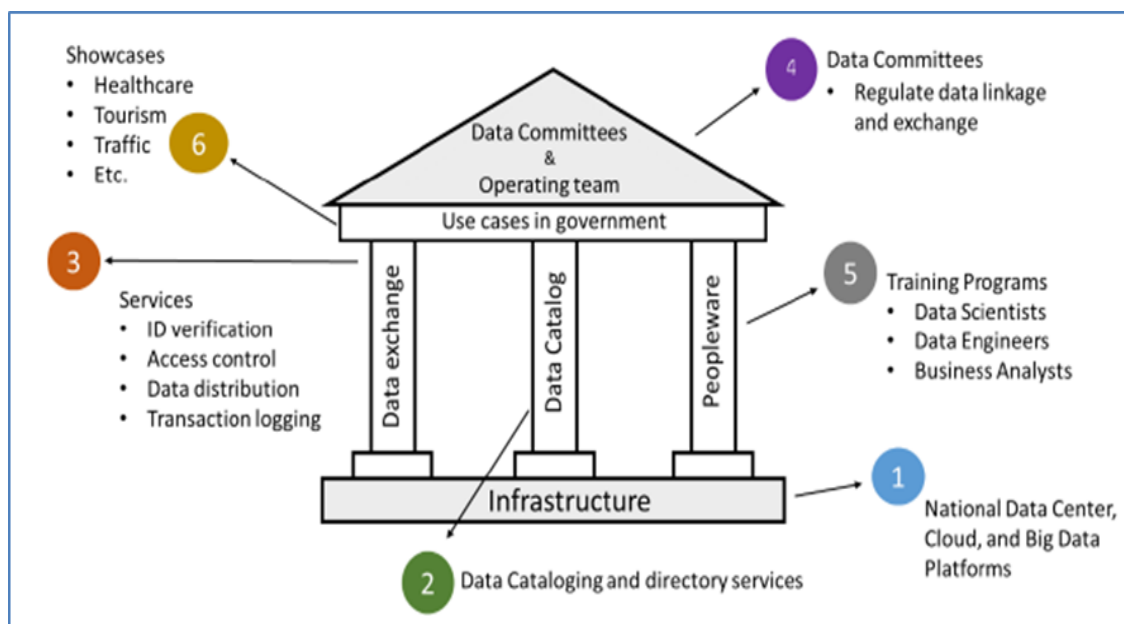 Showcases
• Healthcare
• Tourism
• Traffic
• Etc.
6
4
Data Committees
• Regulate data linkage
and exchange
Data Committees
&
Operating team
Use cases in government
3
Services
• ID verification
• Access control
• Data distribution
• Transaction logging
Data exchange
Data Catalog
Peopleware
5
Training Programs
• Data Scientists
• Data Engineers
• Business Analysts
Infrastructure
1
National Data Center,
Cloud, and Big Data
Platforms
2
Data Cataloging and directory services